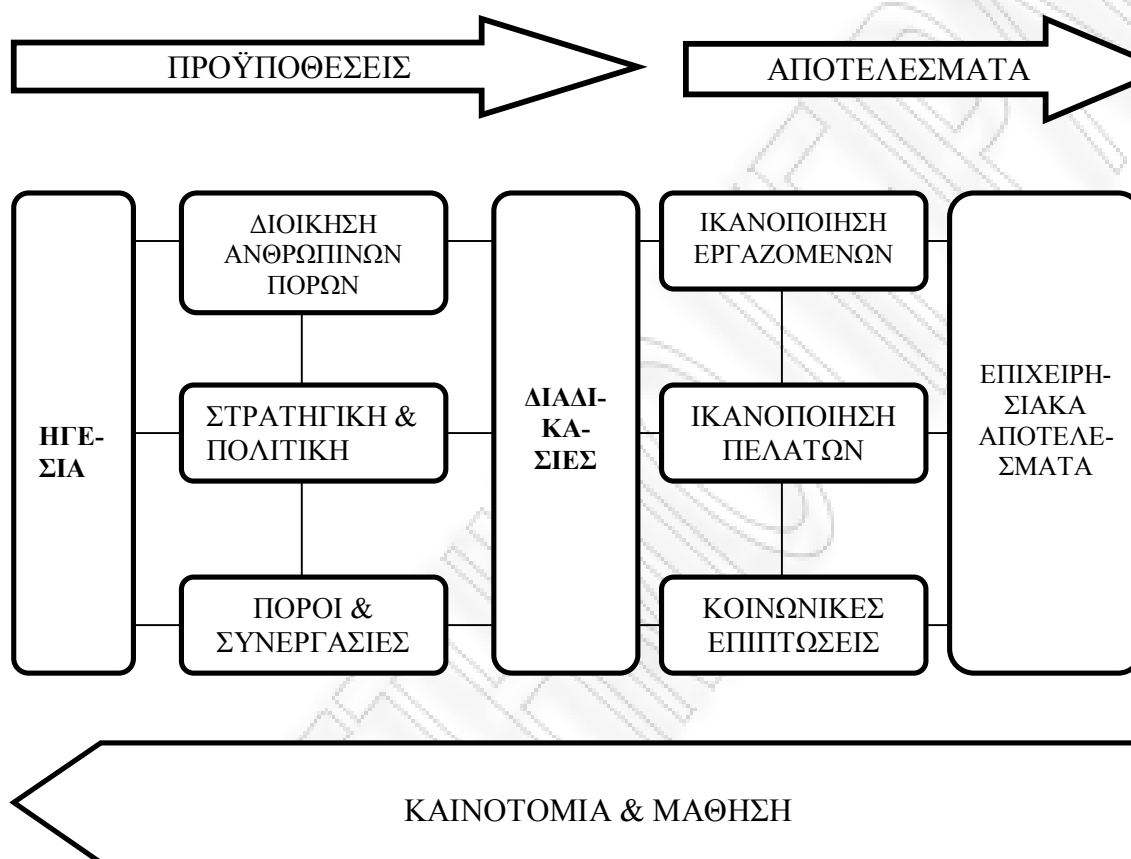 ΠΡΟΫΠΟΘΕΣΕΙΣ
ΑΠΟΤΕΛΕΣΜΑΤΑ
ΗΓΕ-
ΣΙΑ
ΔΙΟΙΚΗΣΗ
ΑΝΘΡΩΠΙΝΩΝ
ΠΟΡΩΝ
ΣΤΡΑΤΗΓΙΚΗ &
ΠΟΛΙΤΙΚΗ
ΠΟΡΟΙ &
ΣΥΝΕΡΓΑΣΙΕΣ
ΔΙΑΔΙ-
ΚΑ-
ΣΙΕΣ
ΙΚΑΝΟΠΟΙΗΣΗ
ΕΡΓΑΖΟΜΕΝΩΝ
ΙΚΑΝΟΠΟΙΗΣΗ
ΠΕΛΑΤΩΝ
ΚΟΙΝΩΝΙΚΕΣ
ΕΠΙΠΤΩΣΕΙΣ
ΕΠΙΧΕΙΡΗ-
ΣΙΑΚΑ
ΑΠΟΤΕΛΕ-
ΣΜΑΤΑ
ΚΑΙΝΟΤΟΜΙΑ & ΜΑΘΗΣΗ